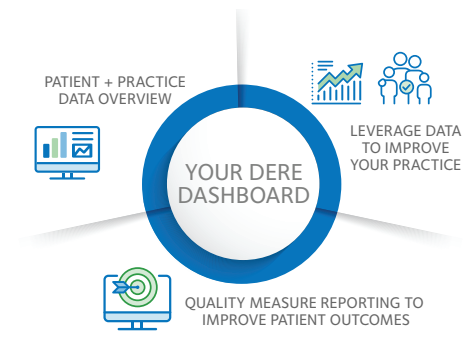 PATIENT + PRACTICE
DATA OVERVIEW
LEVERAGE DATA
TO IMPROVE
YOUR PRACTICE
YOUR DERE
DASHBOARD
QUALITY MEASURE REPORTING TO
IMPROVE PATIENT OUTCOMES